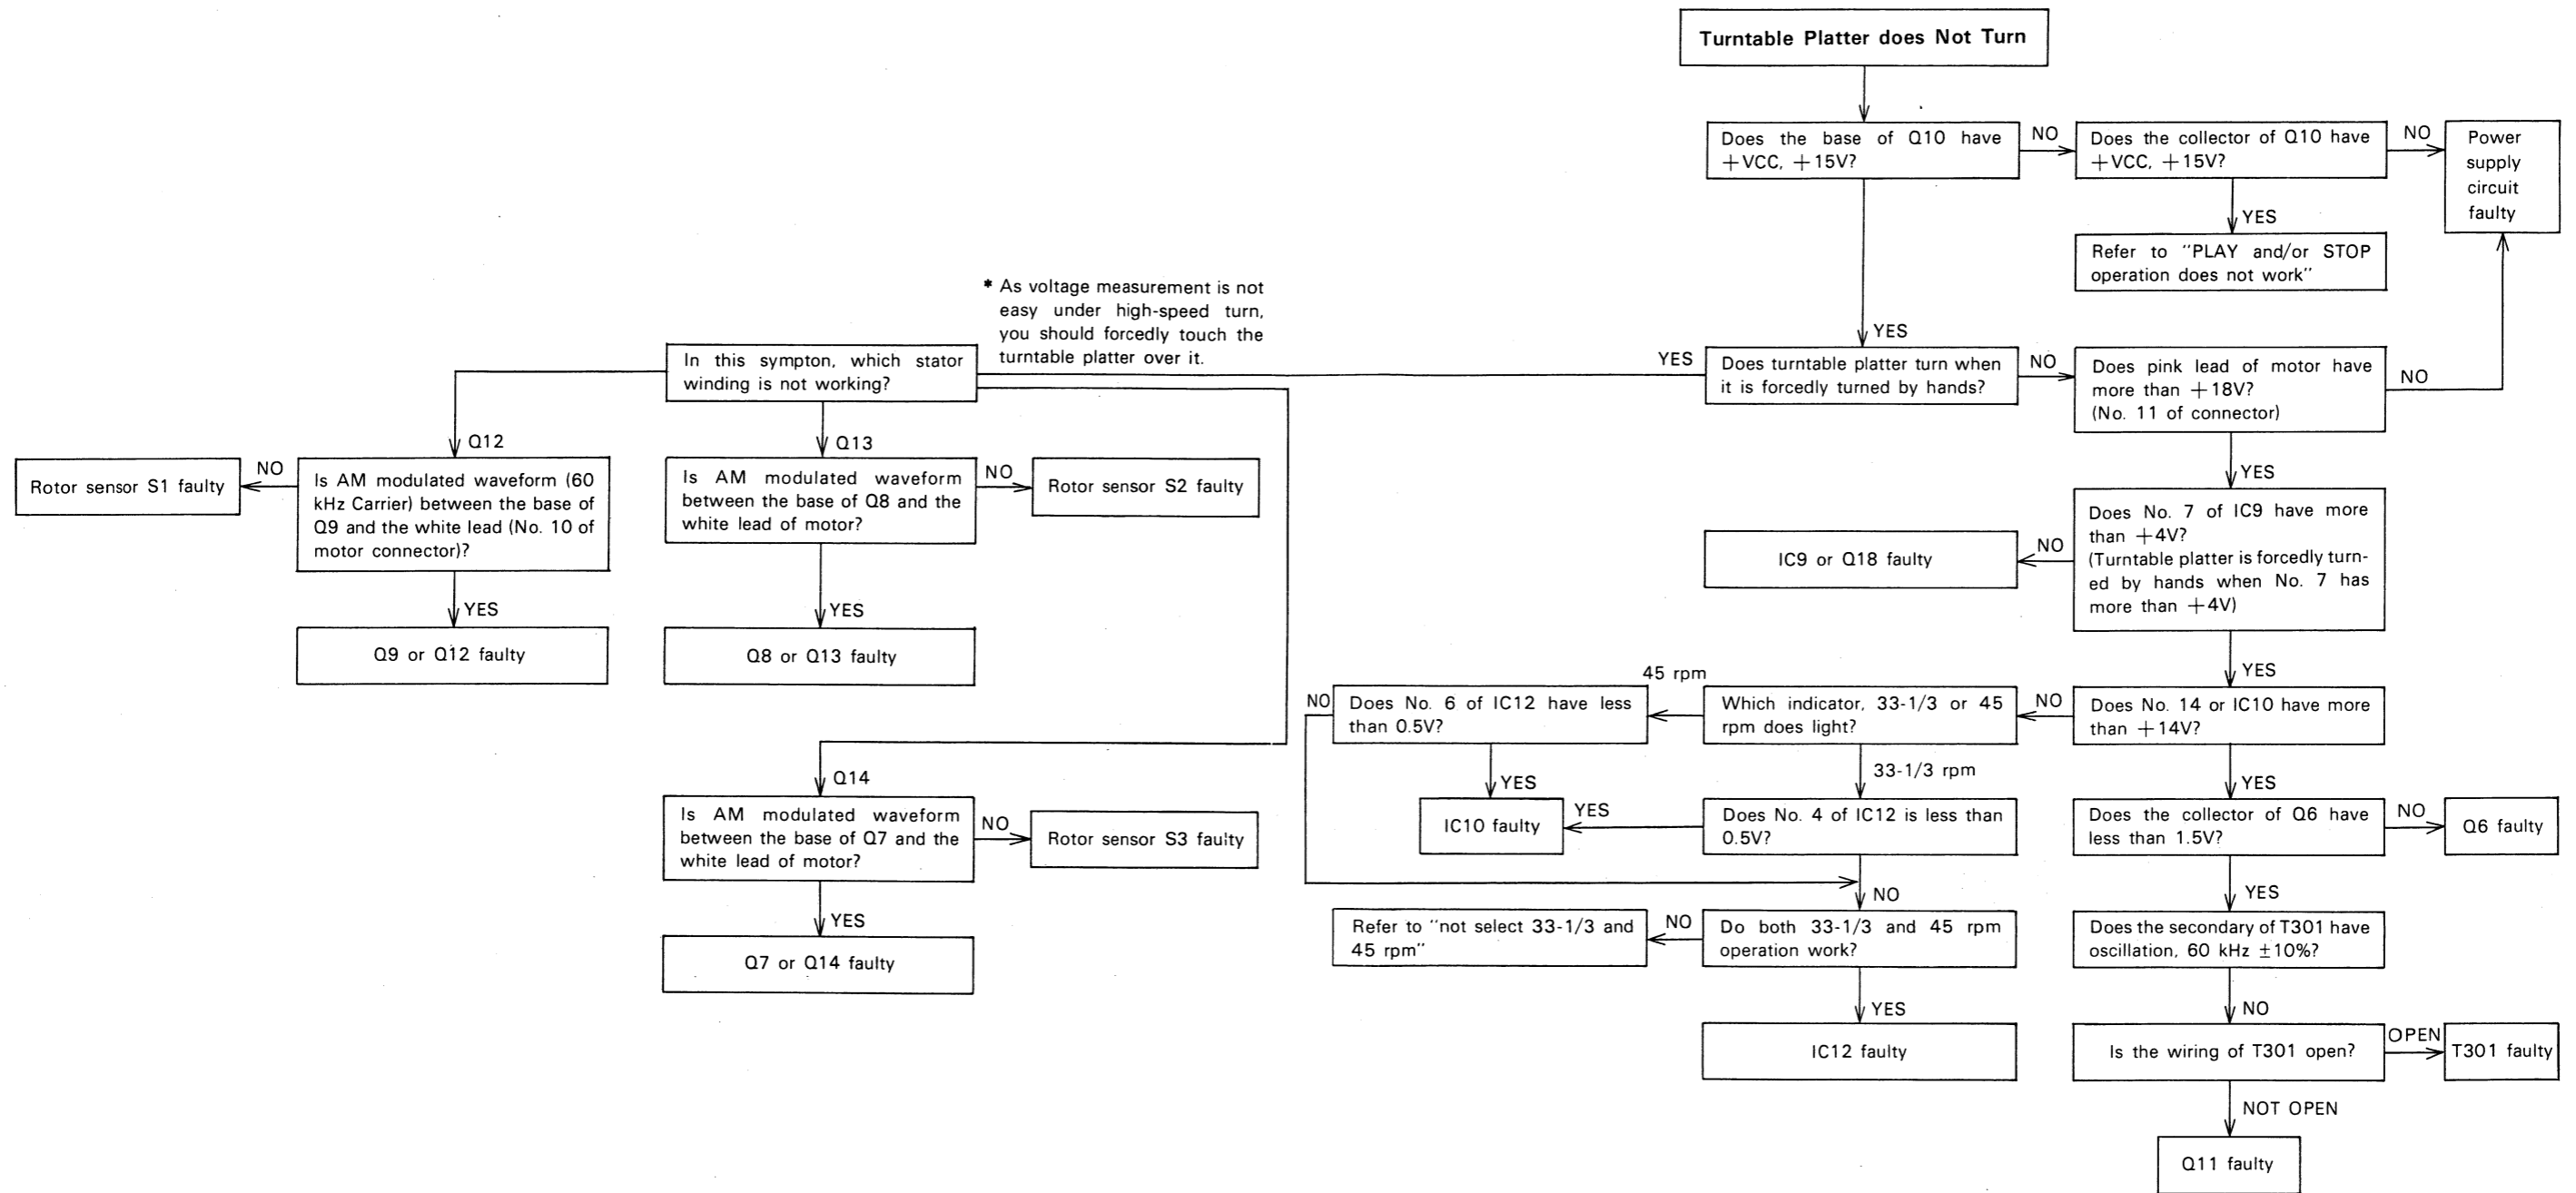 Turntable Platter does Not Turn
Does the base of Q10 have
+VCC, +15V?
NO
Does the collector of Q10 have
+VCC, +15V?
NO
Power
supply
circuit
faulty
YES
Refer to "PLAY and/or STOP
operation does not work"
YES
Does turntable platter turn when
it is forcedly turned by hands?
NO
Does pink lead of motor have
more than +18V?
(No. 11 of connector)
NO
YES
* As voltage measurement is not
easy under high-speed turn,
you should forcedly touch the
turntable platter over it.
In this sympton, which stator
winding is not working?
Q12
Is AM modulated waveform (60
kHz Carrier) between the base of
Q9 and the white lead (No. 10 of
motor connector)?
NO
Rotor sensor S1 faulty
YES
Q9 or Q12 faulty
Q13
Is AM modulated waveform
between the base of Q8 and the
white lead of motor?
NO
Rotor sensor S2 faulty
YES
Q8 or Q13 faulty
Q14
Is AM modulated waveform
between the base of Q7 and the
white lead of motor?
NO
Rotor sensor S3 faulty
YES
Q7 or Q14 faulty
YES
Does No. 7 of IC9 have more
than +4V?
(Turntable platter is forcedly turn-
ed by hands when No. 7 has
more than +4V)
NO
IC9 or Q18 faulty
YES
Does No. 14 or IC10 have more
than +14V?
NO
Which indicator, 33-1/3 or 45
rpm does light?
45 rpm
Does No. 6 of IC12 have less
than 0.5V?
NO
YES
IC10 faulty
33-1/3 rpm
Does No. 4 of IC12 is less than
0.5V?
YES
NO
Do both 33-1/3 and 45 rpm
operation work?
NO
Refer to "not select 33-1/3 and
45 rpm"
YES
IC12 faulty
YES
Does the collector of Q6 have
less than 1.5V?
NO
Q6 faulty
YES
Does the secondary of T301 have
oscillation, 60 kHz ±10%?
NO
Is the wiring of T301 open?
OPEN
T301 faulty
NOT OPEN
Q11 faulty